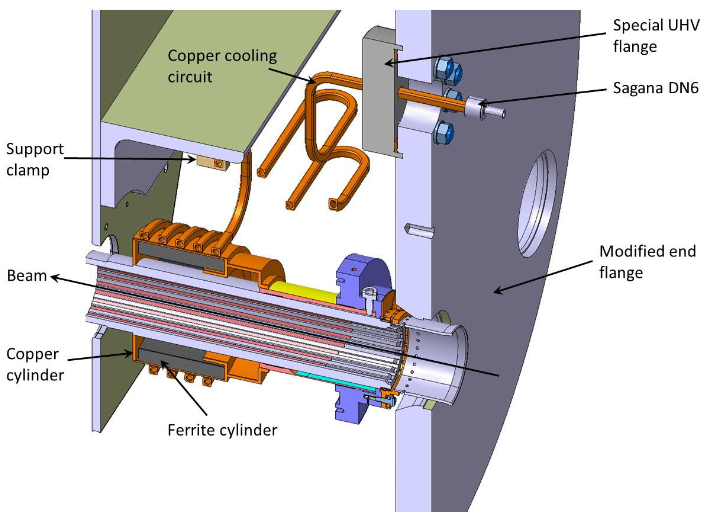 Special UHV
flange
Copper cooling
circuit
Sagana DN6
Support
clamp
Modified end
flange
Beam
Copper
cylinder
Ferrite cylinder